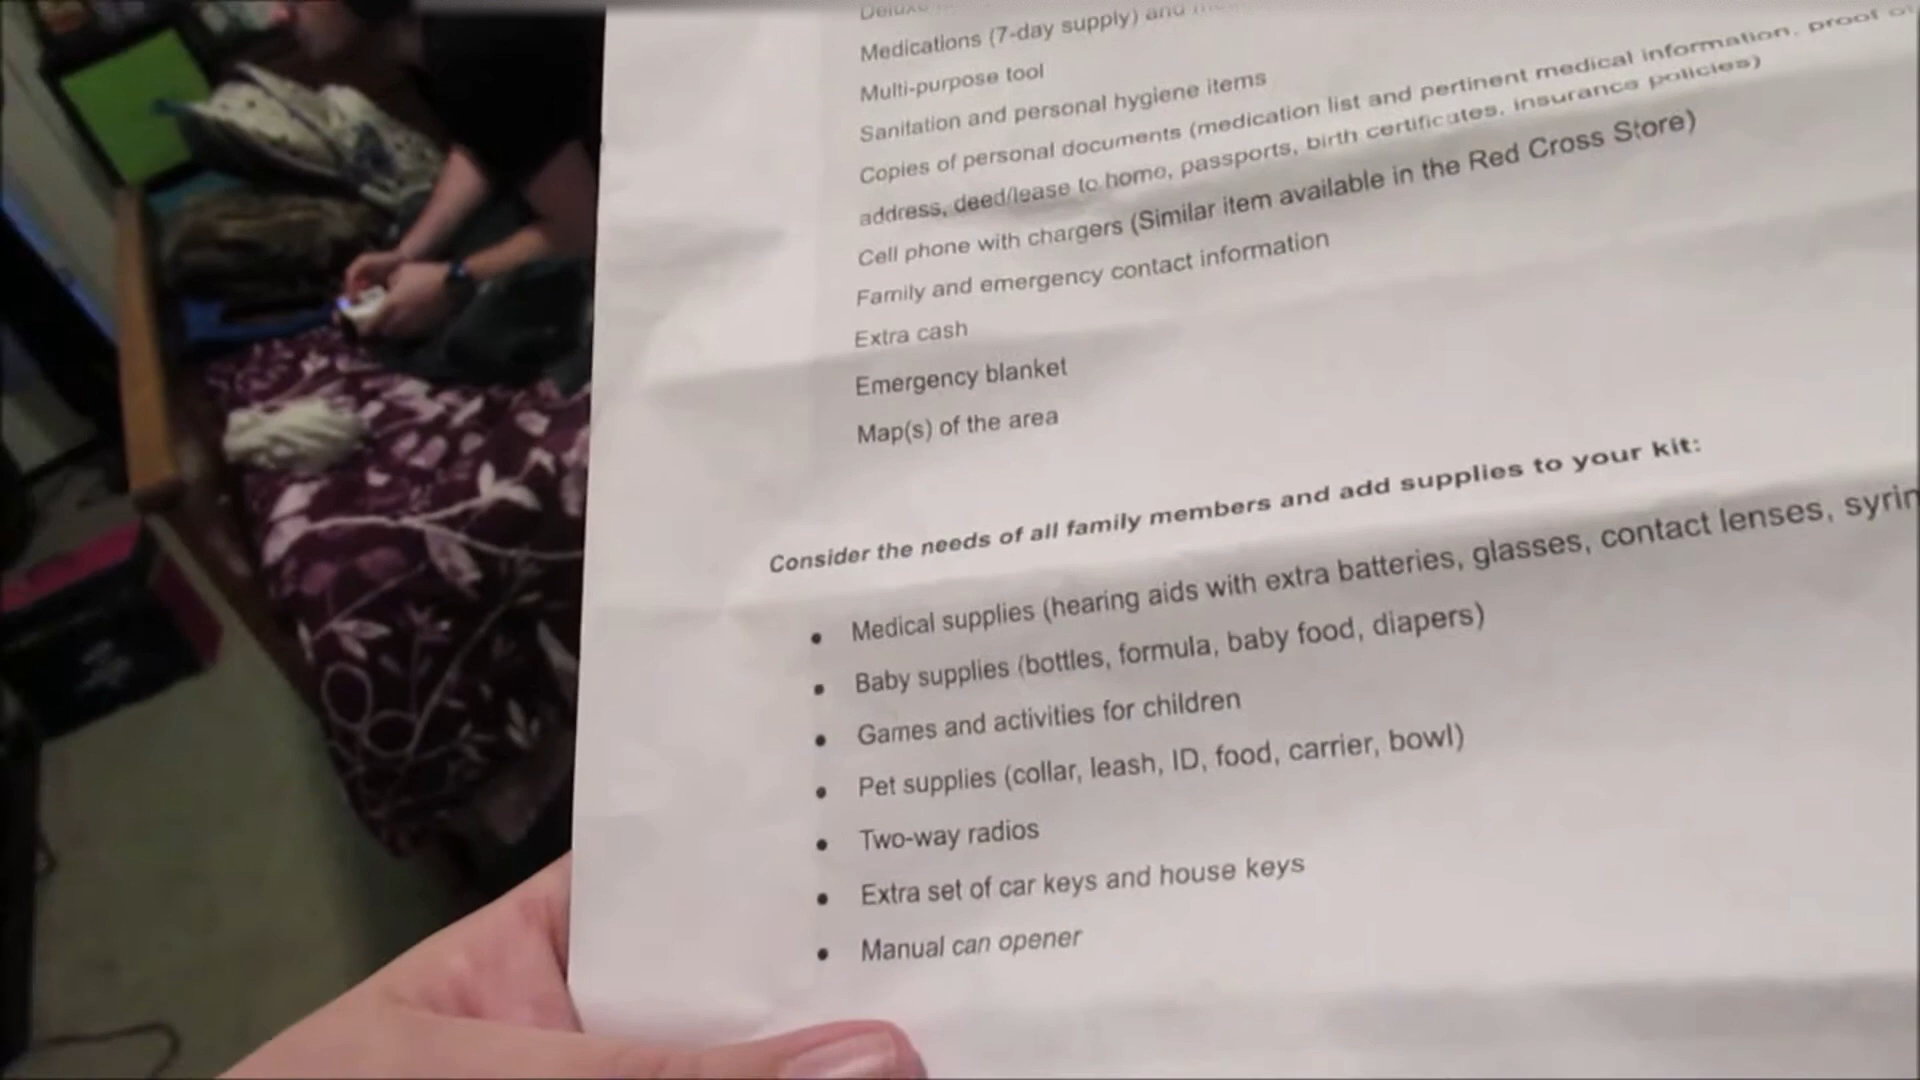 Deluxe
Medications (7-day supply) and
Multi-purpose tool
Sanitation and personal hygiene items
Copies of personal documents (medication list and pertinent medical information, proof of
address, deed/lease to home, passports, birth certificates, insurance policies)
Cell phone with chargers (Similar item available in the Red Cross Store)
Family and emergency contact information
Extra cash
Emergency blanket
Map(s) of the area
Consider the needs of all family members and add supplies to your kit:
• Medical supplies (hearing aids with extra batteries, glasses, contact lenses, syrin
• Baby supplies (bottles, formula, baby food, diapers)
• Games and activities for children
• Pet supplies (collar, leash, ID, food, carrier, bowl)
• Two-way radios
• Extra set of car keys and house keys
• Manual can opener